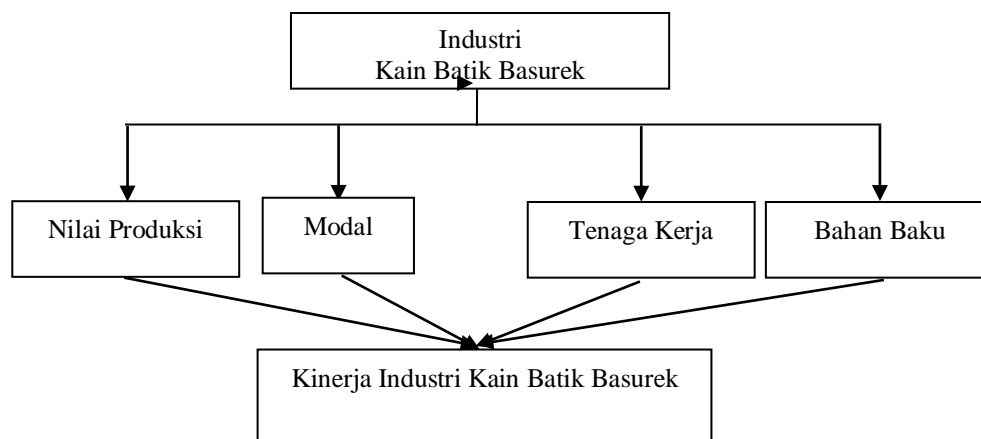 Industri
Kain Batik Basurek
Nilai Produksi
Modal
Tenaga Kerja
Bahan Baku
Kinerja Industri Kain Batik Basurek